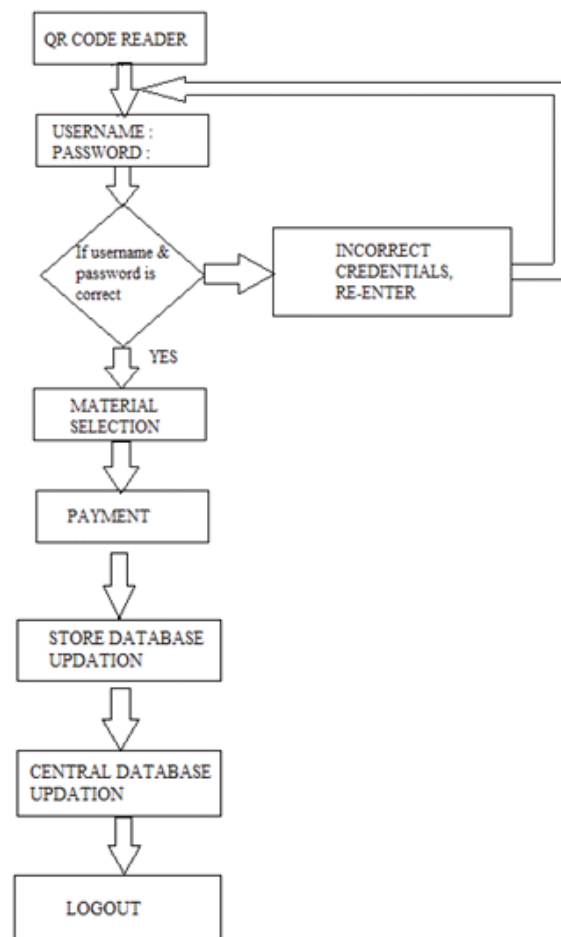 QR CODE READER
USERNAME :
PASSWORD :
If username &
password is
correct
INCORRECT
CREDENTIALS,
RE-ENTER
YES
MATERIAL
SELECTION
PAYMENT
STORE DATABASE
UPDATION
CENTRAL DATABASE
UPDATION
LOGOUT